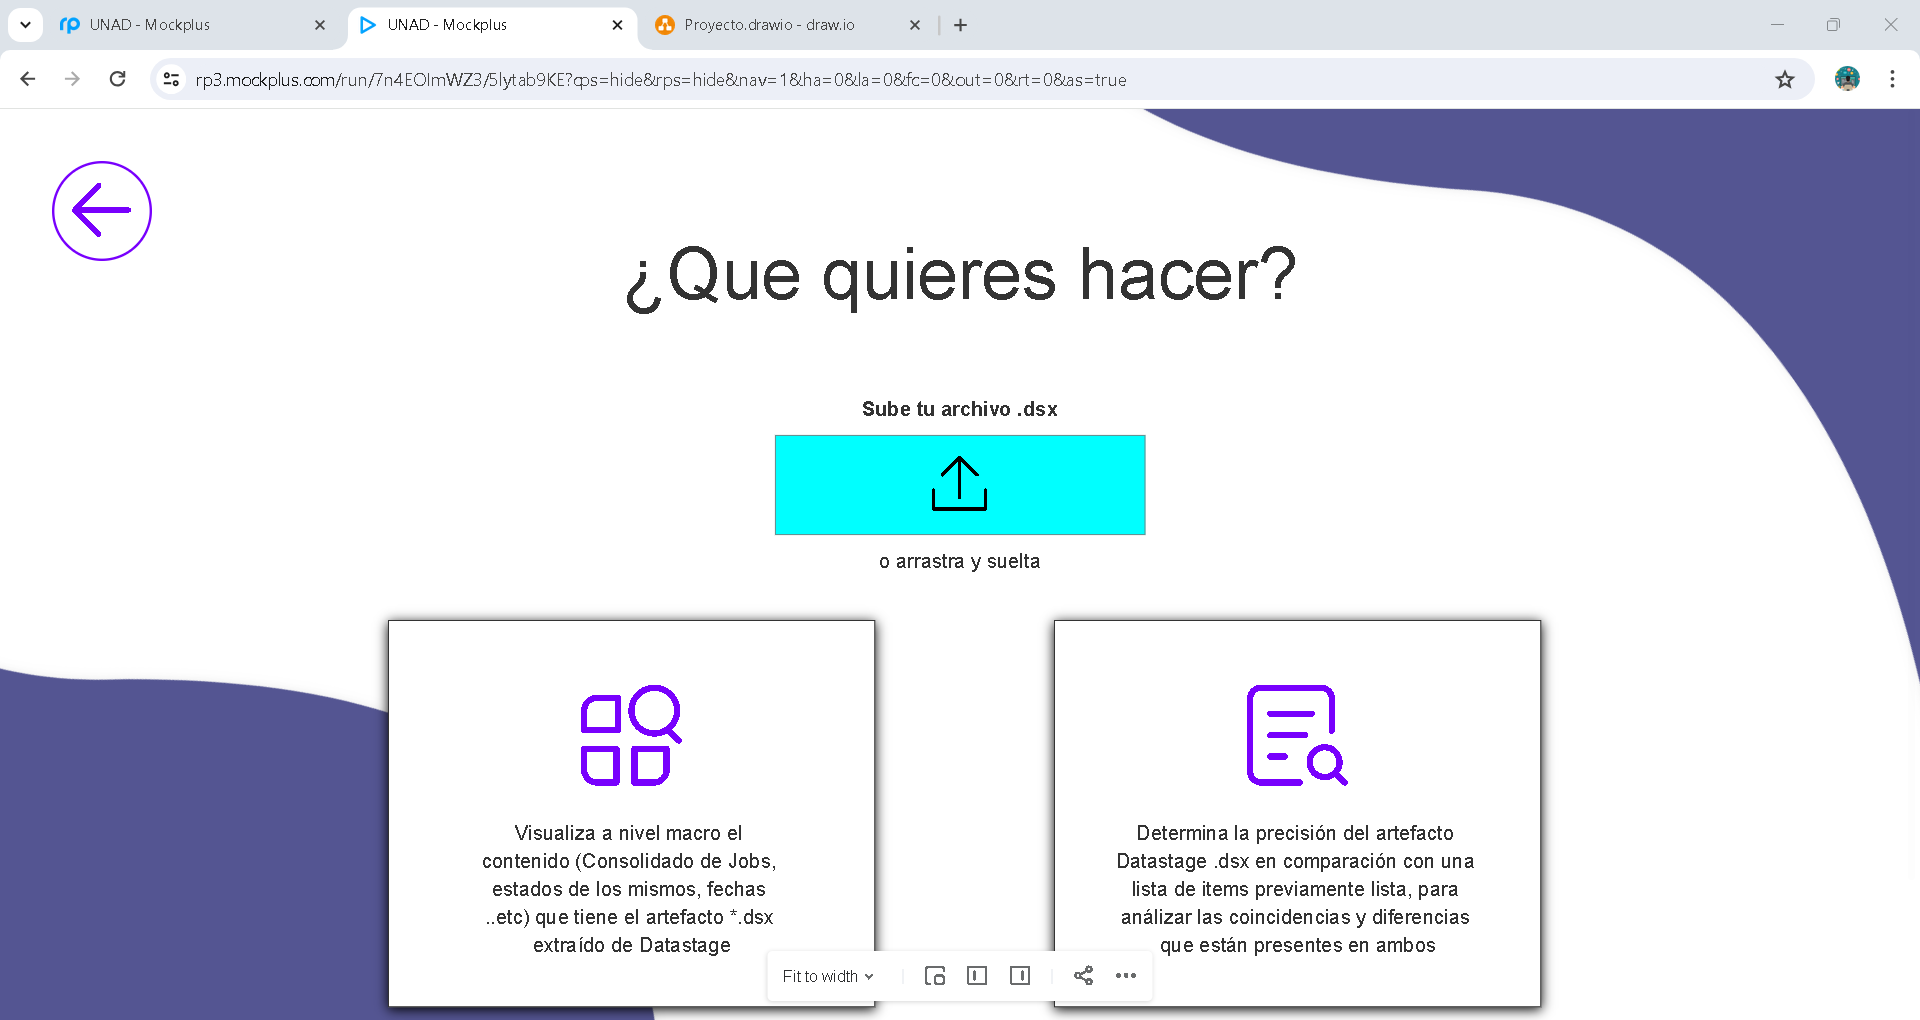 UNAD - Mockplus
UNAD - Mockplus
Proyecto.drawio - draw.io
rp3.mockplus.com/run/7n4EOlmWZ3/5lytab9KE?cps=hide&rps=hide&nav=1&ha=0&la=0&fc=0&out=0&rt=0&as=true
¿Que quieres hacer?
Sube tu archivo .dsx
o arrastra y suelta
Visualiza a nivel macro el
contenido (Consolidado de Jobs,
estados de los mismos, fechas
..etc) que tiene el artefacto *.dsx
extraído de Datastage
Determina la precisión del artefacto
Datastage .dsx en comparación con una
lista de items previamente lista, para
análizar las coincidencias y diferencias
que están presentes en ambos
Fit to width